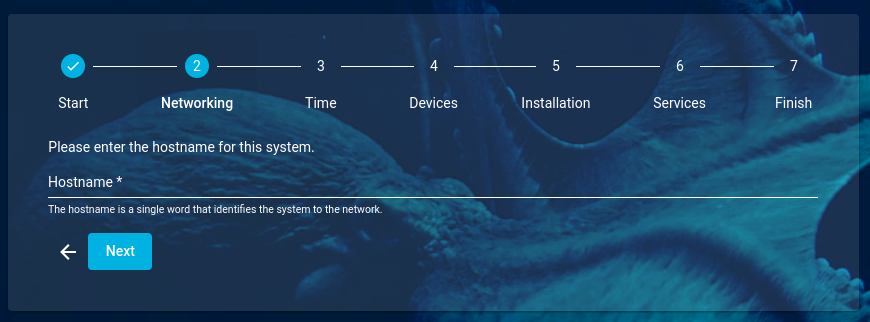 2 3 4 5 6 7
Start Networking Time Devices Installation Services Finish
Please enter the hostname for this system.
Hostname *
The hostname is a single word that identifies the system to the network.
Next